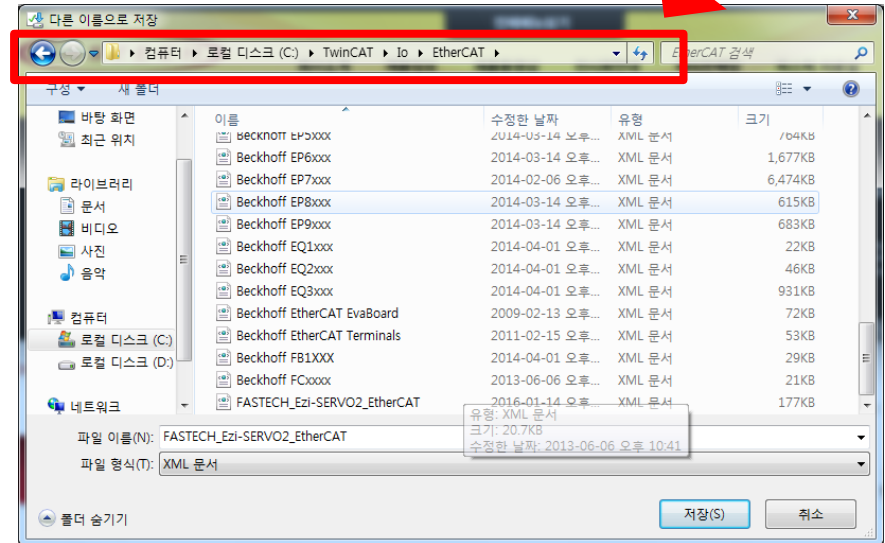 다른 이름으로 저장
컴퓨터 ▸ 로컬 디스크 (C:) ▸ TwinCAT ▸ Io ▸ EtherCAT ▸ EtherCAT 검색
구성 새 폴더
바탕 화면
최근 위치
라이브러리
문서
비디오
사진
음악
컴퓨터
로컬 디스크 (C:)
로컬 디스크 (D:)
네트워크
이름 수정한 날짜 유형 크기
Beckhoff EP5xxx 2014-03-14 오후... XML 문서 764KB
Beckhoff EP6xxx 2014-03-14 오후... XML 문서 1,677KB
Beckhoff EP7xxx 2014-02-06 오후... XML 문서 6,474KB
Beckhoff EP8xxx 2014-03-14 오후... XML 문서 615KB
Beckhoff EP9xxx 2014-03-14 오후... XML 문서 683KB
Beckhoff EQ1xxx 2014-04-01 오후... XML 문서 22KB
Beckhoff EQ2xxx 2014-04-01 오후... XML 문서 46KB
Beckhoff EQ3xxx 2014-04-01 오후... XML 문서 931KB
Beckhoff EtherCAT EvaBoard 2009-02-13 오후... XML 문서 72KB
Beckhoff EtherCAT Terminals 2011-02-15 오후... XML 문서 53KB
Beckhoff FB1XXX 2014-04-01 오후... XML 문서 29KB
Beckhoff FCxxxx 2013-06-06 오후... XML 문서 21KB
FASTECH_Ezi-SERVO2_EtherCAT 2016-01-14 오후... XML 문서 177KB
유형: XML 문서
크기: 20.7KB
수정한 날짜: 2013-06-06 오후 10:41
파일 이름(N): FASTECH_Ezi-SERVO2_EtherCAT
파일 형식(T): XML 문서
폴더 숨기기 저장(S) 취소